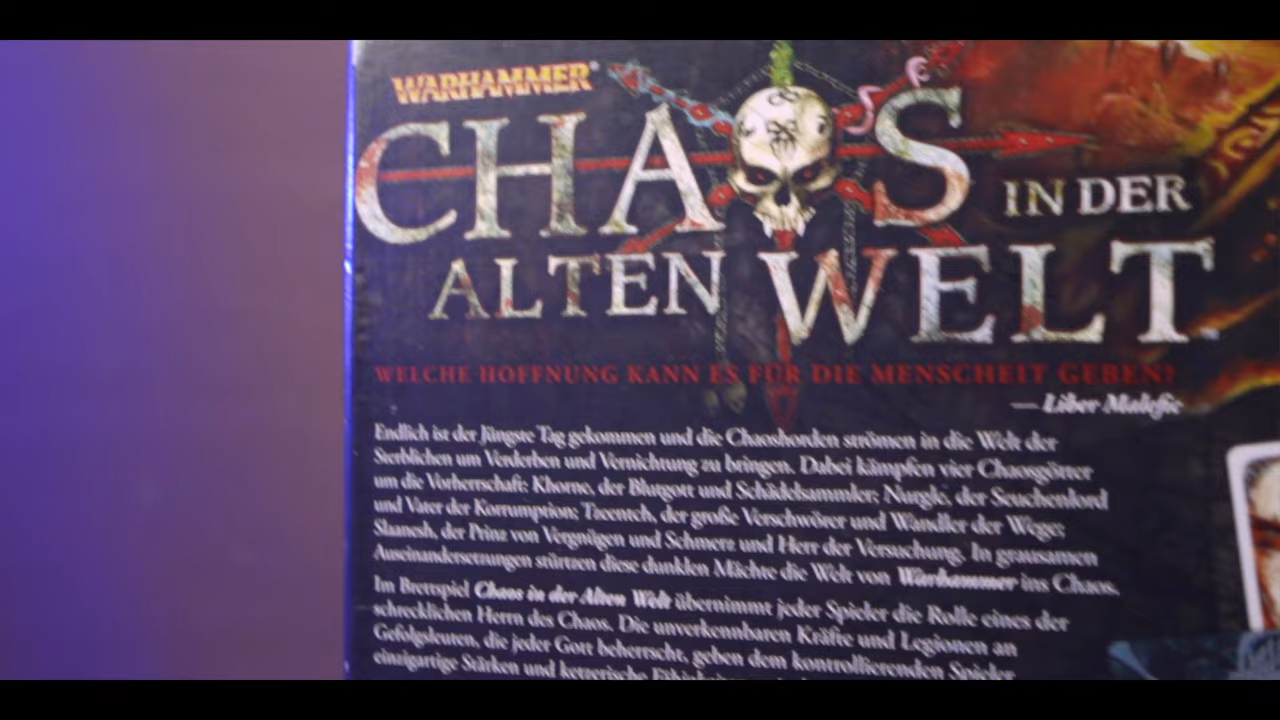 WARHAMMER®
CHAOS IN DER
ALTEN WELT
WELCHE HOFFNUNG KANN ES FÜR DIE MENSCHEIT GEBEN?
— Liber Malefic
Endlich ist der Jüngste Tag gekommen und die Chaoshorden strömen in die Welt der
Sterblichen um Verderben und Vernichtung zu bringen. Dabei kämpfen vier Chaosgötter
um die Vorherrschaft: Khorne, der Blutgott und Schädelsammler; Nurgle, der Seuchenlord
und Vater der Korrumption; Tzeentch, der große Verschwörer und Wandler der Wege;
Slaanesh, der Prinz von Vergnügen und Schmerz und Herr der Versuchung. In grausamen
Auseinandersetzungen stürtzen diese dunklen Mächte die Welt von Warhammer ins Chaos.
Im Brettspiel Chaos in der Alten Welt übernimmt jeder Spieler die Rolle eines der
schrecklichen Herrn des Chaos. Die unverkennbaren Kräfte und Legionen an
Gefolgsleuten, die jeder Gott beherrscht, geben dem kontrollierenden Spieler
einzigartige Stärken und ketzerische